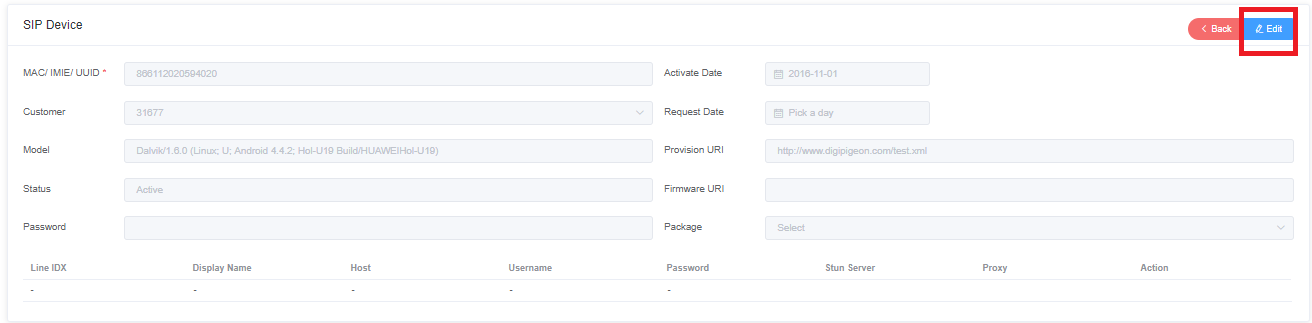 SIP Device
Back
Edit
MAC/ IMIE/ UUID * 866112020594020 Activate Date 2016-11-01
Customer 31677 Request Date Pick a day
Model Dalvik/1.6.0 (Linux; U; Android 4.4.2; Hol-U19 Build/HUAWEIHol-U19) Provision URI http://www.digipigeon.com/test.xml
Status Active Firmware URI
Password Package Select
Line IDX Display Name Host Username Password Stun Server Proxy Action
- - - - -